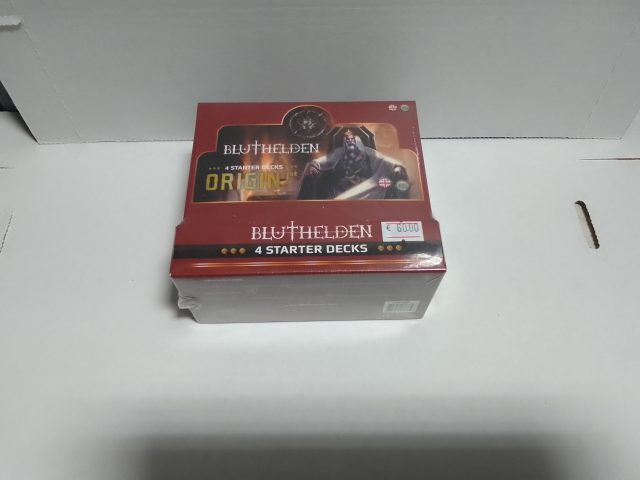 BLUTHELDEN
4 STARTER DECKS
ORIGIN
BLUTHELDEN
€ 60.00
4 STARTER DECKS